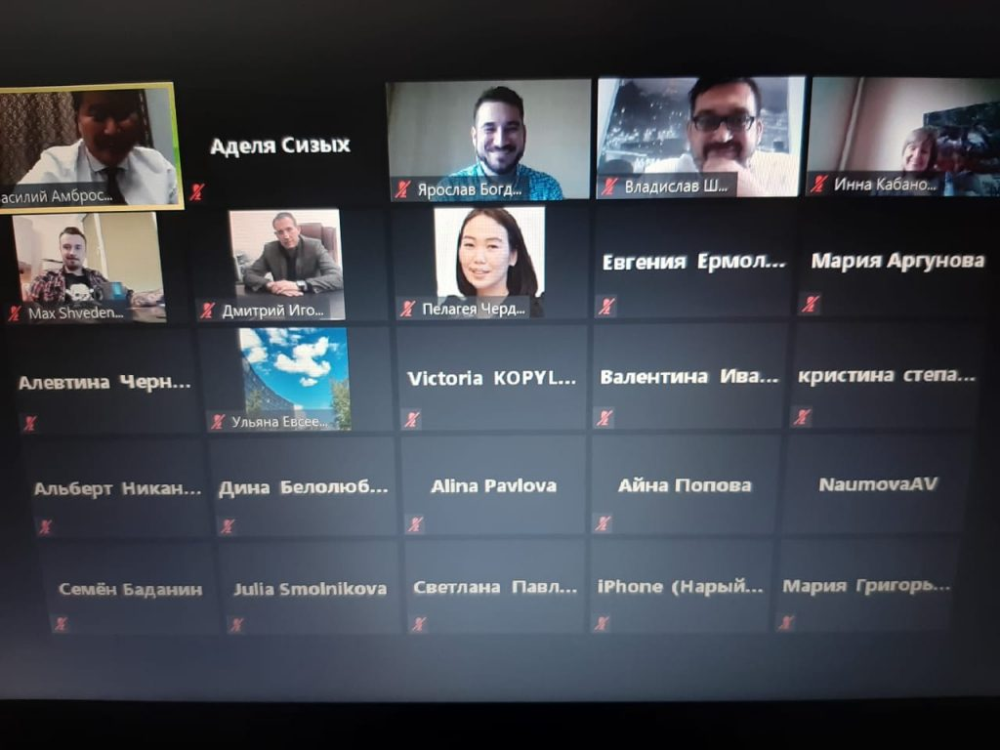 асилий Амброс...
Аделя Сизых
Ярослав Богд...
Владислав Ш...
Инна Кабано...
Max Shveden...
Дмитрий Иго...
Пелагея Черд...
Евгения Ермол...
Мария Аргунова
Алевтина Черн...
Ульяна Евсее...
Victoria KOPYL...
Валентина Ива...
кристина степа...
Альберт Никан...
Дина Белолюб...
Alina Pavlova
Айна Попова
NaumovaAV
Семён Баданин
Julia Smolnikova
Светлана Павл...
iPhone (Нарый...
Мария Григорь...